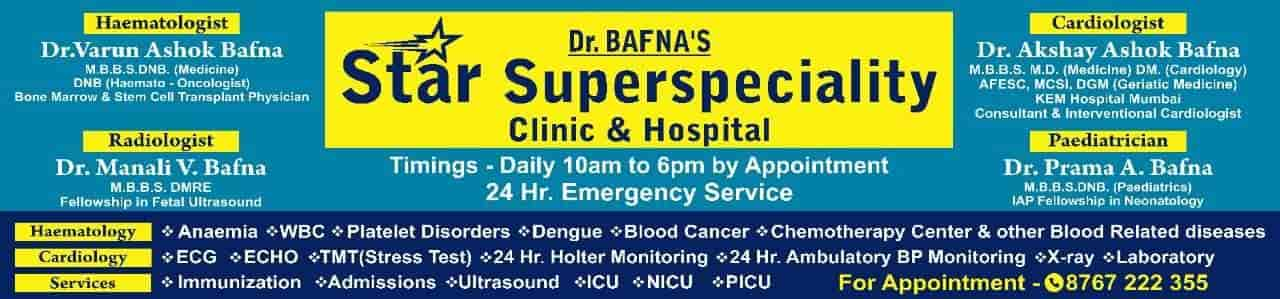 Haematologist
Dr.Varun Ashok Bafna
M.B.B.S.DNB. (Medicine)
DNB (Haemato - Oncologist)
Bone Marrow & Stem Cell Transplant Physician
Radiologist
Dr. Manali V. Bafna
M.B.B.S. DMRE
Fellowship in Fetal Ultrasound
Dr. BAFNA'S
Star Superspeciality
Clinic & Hospital
Timings - Daily 10am to 6pm by Appointment
24 Hr. Emergency Service
Cardiologist
Dr. Akshay Ashok Bafna
M.B.B.S. M.D. (Medicine) DM. (Cardiology)
AFESC, MCSI. DGM (Geriatic Medicine)
KEM Hospital Mumbai
Consultant & Interventional Cardiologist
Paediatrician
Dr. Prama A. Bafna
M.B.B.S.DNB. (Paediatrics)
IAP Fellowship in Neonatology
Haematology ❖Anaemia ❖WBC ❖Platelet Disorders ❖Dengue ❖Blood Cancer ❖Chemotherapy Center & other Blood Related diseases
Cardiology ❖ECG ❖ECHO ❖TMT(Stress Test) ❖24 Hr. Holter Monitoring ❖24 Hr. Ambulatory BP Monitoring ❖X-ray ❖Laboratory
Services ❖Immunization ❖Admissions ❖Ultrasound ❖ICU ❖NICU ❖PICU For Appointment - 8767 222 355